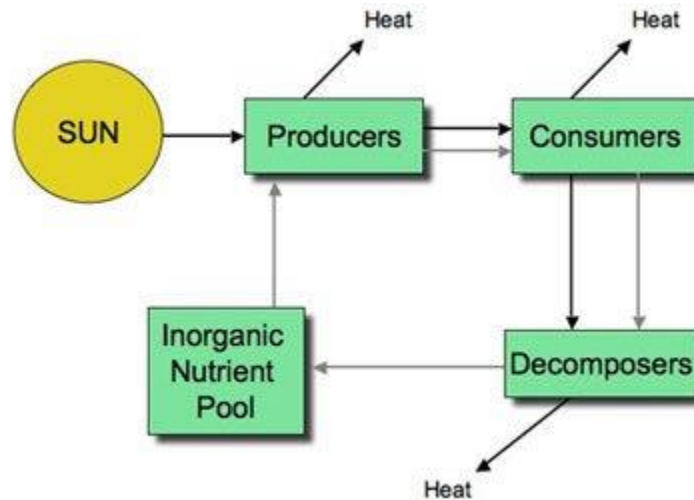 Heat
Heat
SUN
Producers
Consumers
Inorganic
Nutrient
Pool
Decomposers
Heat